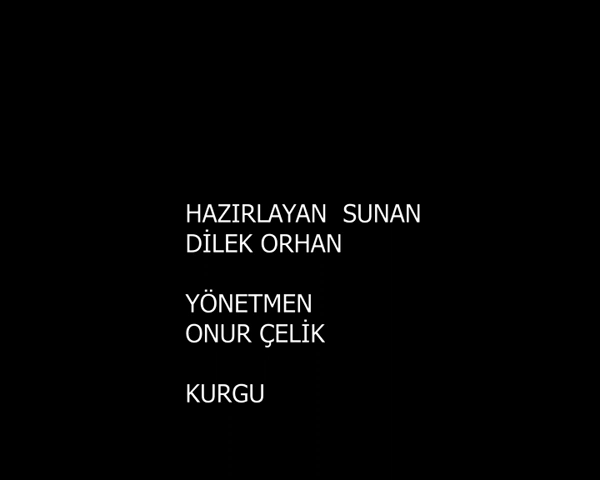 HAZIRLAYAN  SUNAN
DİLEK ORHAN
YÖNETMEN
ONUR ÇELİK
KURGU